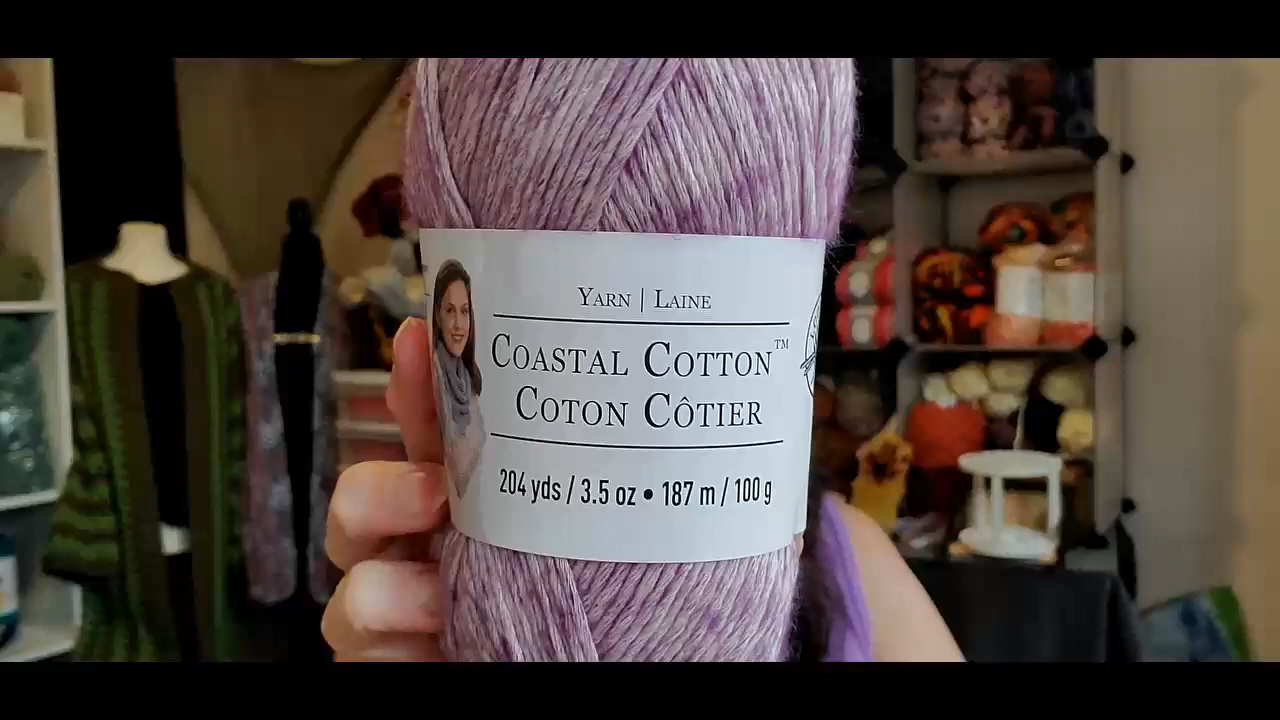 YARN | LAINE
COASTAL COTTON™
COTON CÔTIER
204 yds / 3.5 oz • 187 m / 100 g